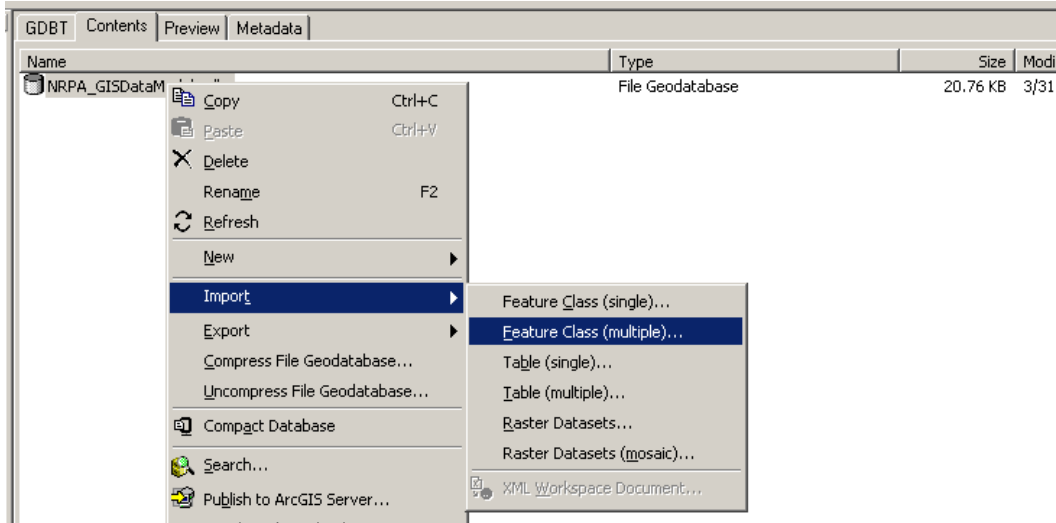 GDBT Contents Preview Metadata
Name Type Size Modi
NRPA_GISDataM File Geodatabase 20.76 KB 3/31
Copy Ctrl+C
Paste Ctrl+V
Delete
Rename F2
Refresh
New
Import
Feature Class (single)...
Export
Feature Class (multiple)...
Compress File Geodatabase...
Table (single)...
Uncompress File Geodatabase...
Table (multiple)...
Compact Database
Raster Datasets...
Raster Datasets (mosaic)...
Search...
XML Workspace Document...
Publish to ArcGIS Server...